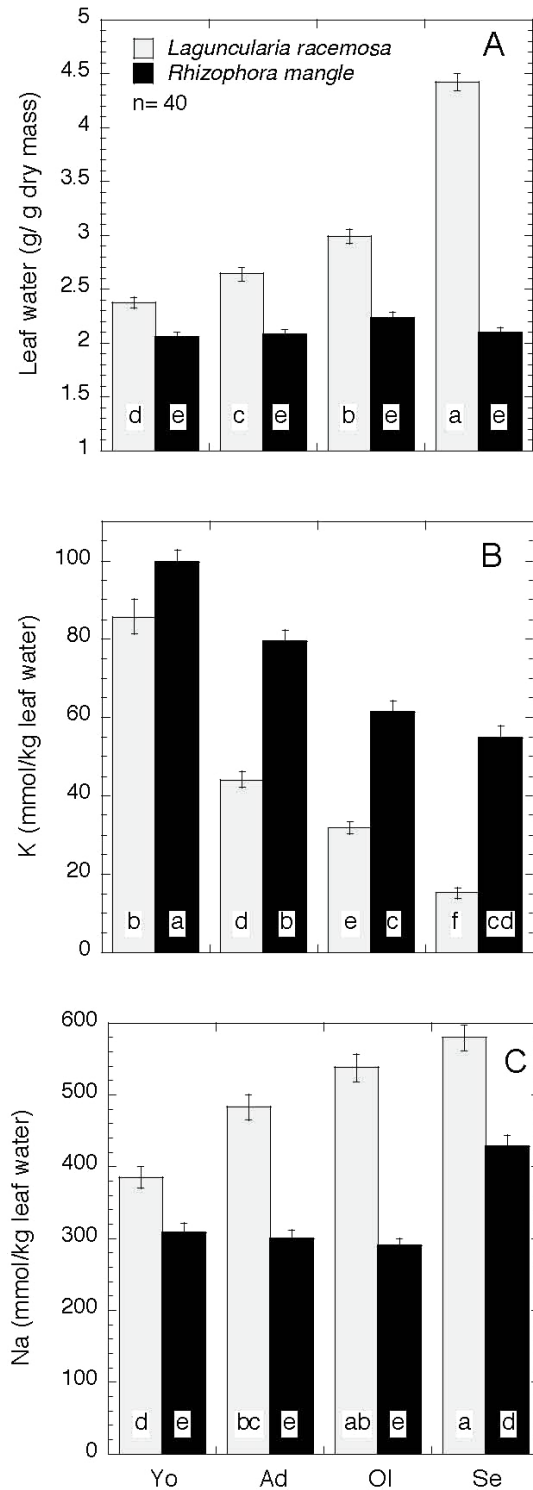 A
Laguncularia racemosa
Rhizophora mangle
n= 40
Leaf water (g/ g dry mass)
5
4.5
4
3.5
3
2.5
2
1.5
1
d e c e b e a e
B
K (mmol/kg leaf water)
100
80
60
40
20
0
b a d b e c f cd
C
Na (mmol/kg leaf water)
600
500
400
300
200
100
0
d e bc e ab e a d
Yo Ad Ol Se